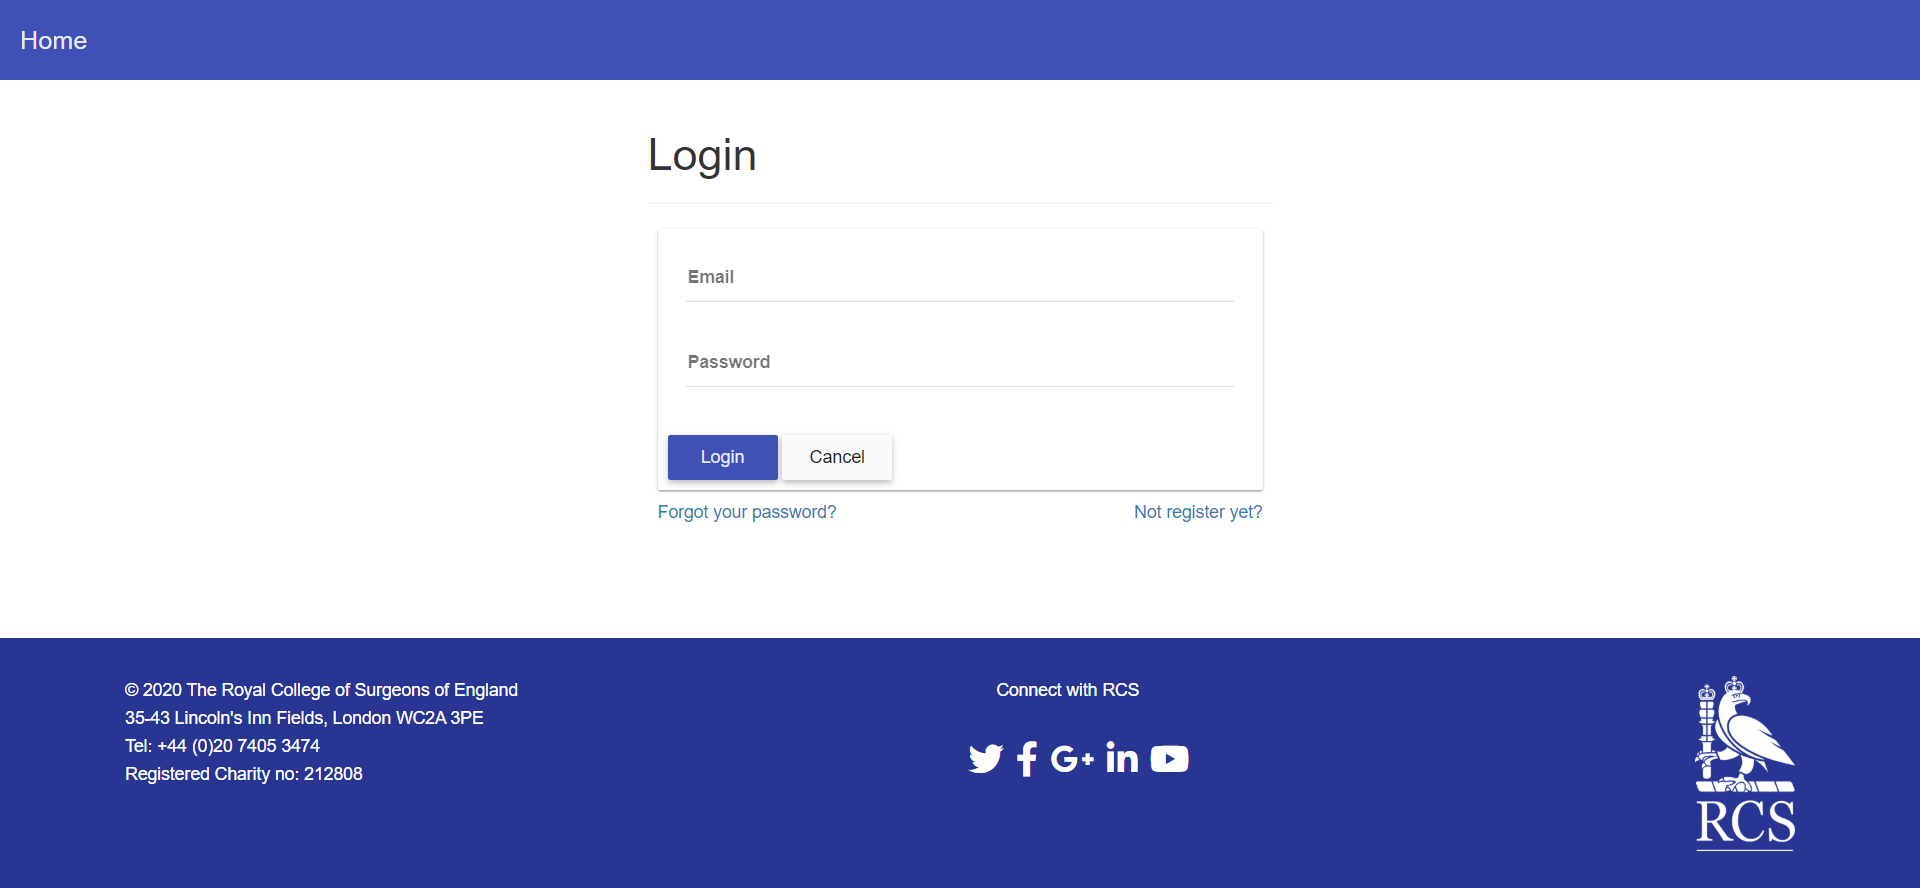 Home
Login
Email
Password
Login Cancel
Forgot your password? Not register yet?
© 2020 The Royal College of Surgeons of England
35-43 Lincoln's Inn Fields, London WC2A 3PE
Tel: +44 (0)20 7405 3474
Registered Charity no: 212808
Connect with RCS
G+ in
RCS